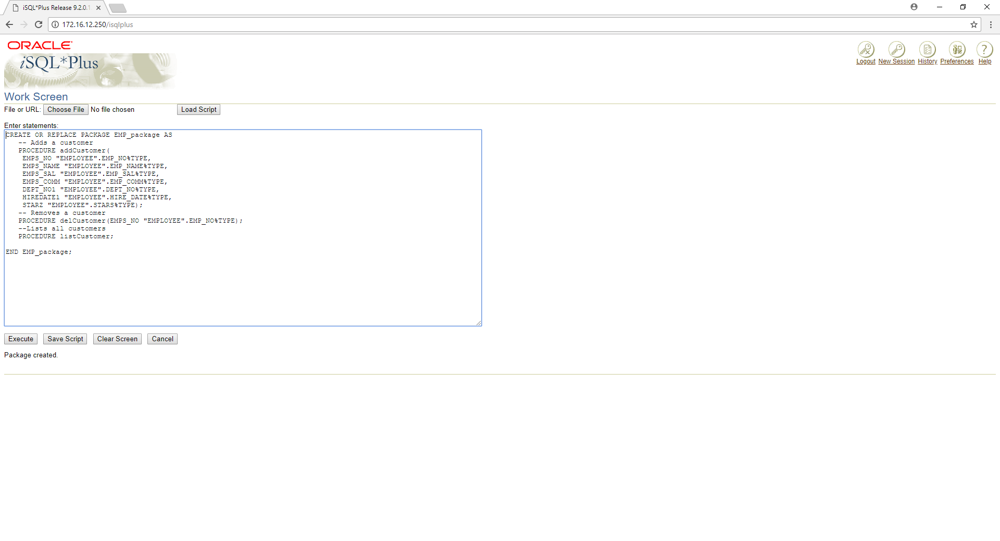 iSQL*Plus Release 9.2.0.1
172.16.12.250/isqlplus
ORACLE
iSQL*Plus
Logout New Session History Preferences Help
Work Screen
File or URL: Choose File No file chosen Load Script
Enter statements:
CREATE OR REPLACE PACKAGE EMP_package AS
   -- Adds a customer
   PROCEDURE addCustomer(
    EMPS_NO "EMPLOYEE".EMP_NO%TYPE,
    EMPS_NAME "EMPLOYEE".EMP_NAME%TYPE,
    EMPS_SAL "EMPLOYEE".EMP_SAL%TYPE,
    EMPS_COMM "EMPLOYEE".EMP_COMM%TYPE,
    DEPT_NO1 "EMPLOYEE".DEPT_NO%TYPE,
    HIREDATE1 "EMPLOYEE".HIRE_DATE%TYPE,
    STARZ "EMPLOYEE".STARS%TYPE);
   -- Removes a customer
   PROCEDURE delCustomer(EMPS_NO "EMPLOYEE".EMP_NO%TYPE);
   --Lists all customers
   PROCEDURE listCustomer;
END EMP_package;
Execute Save Script Clear Screen Cancel
Package created.